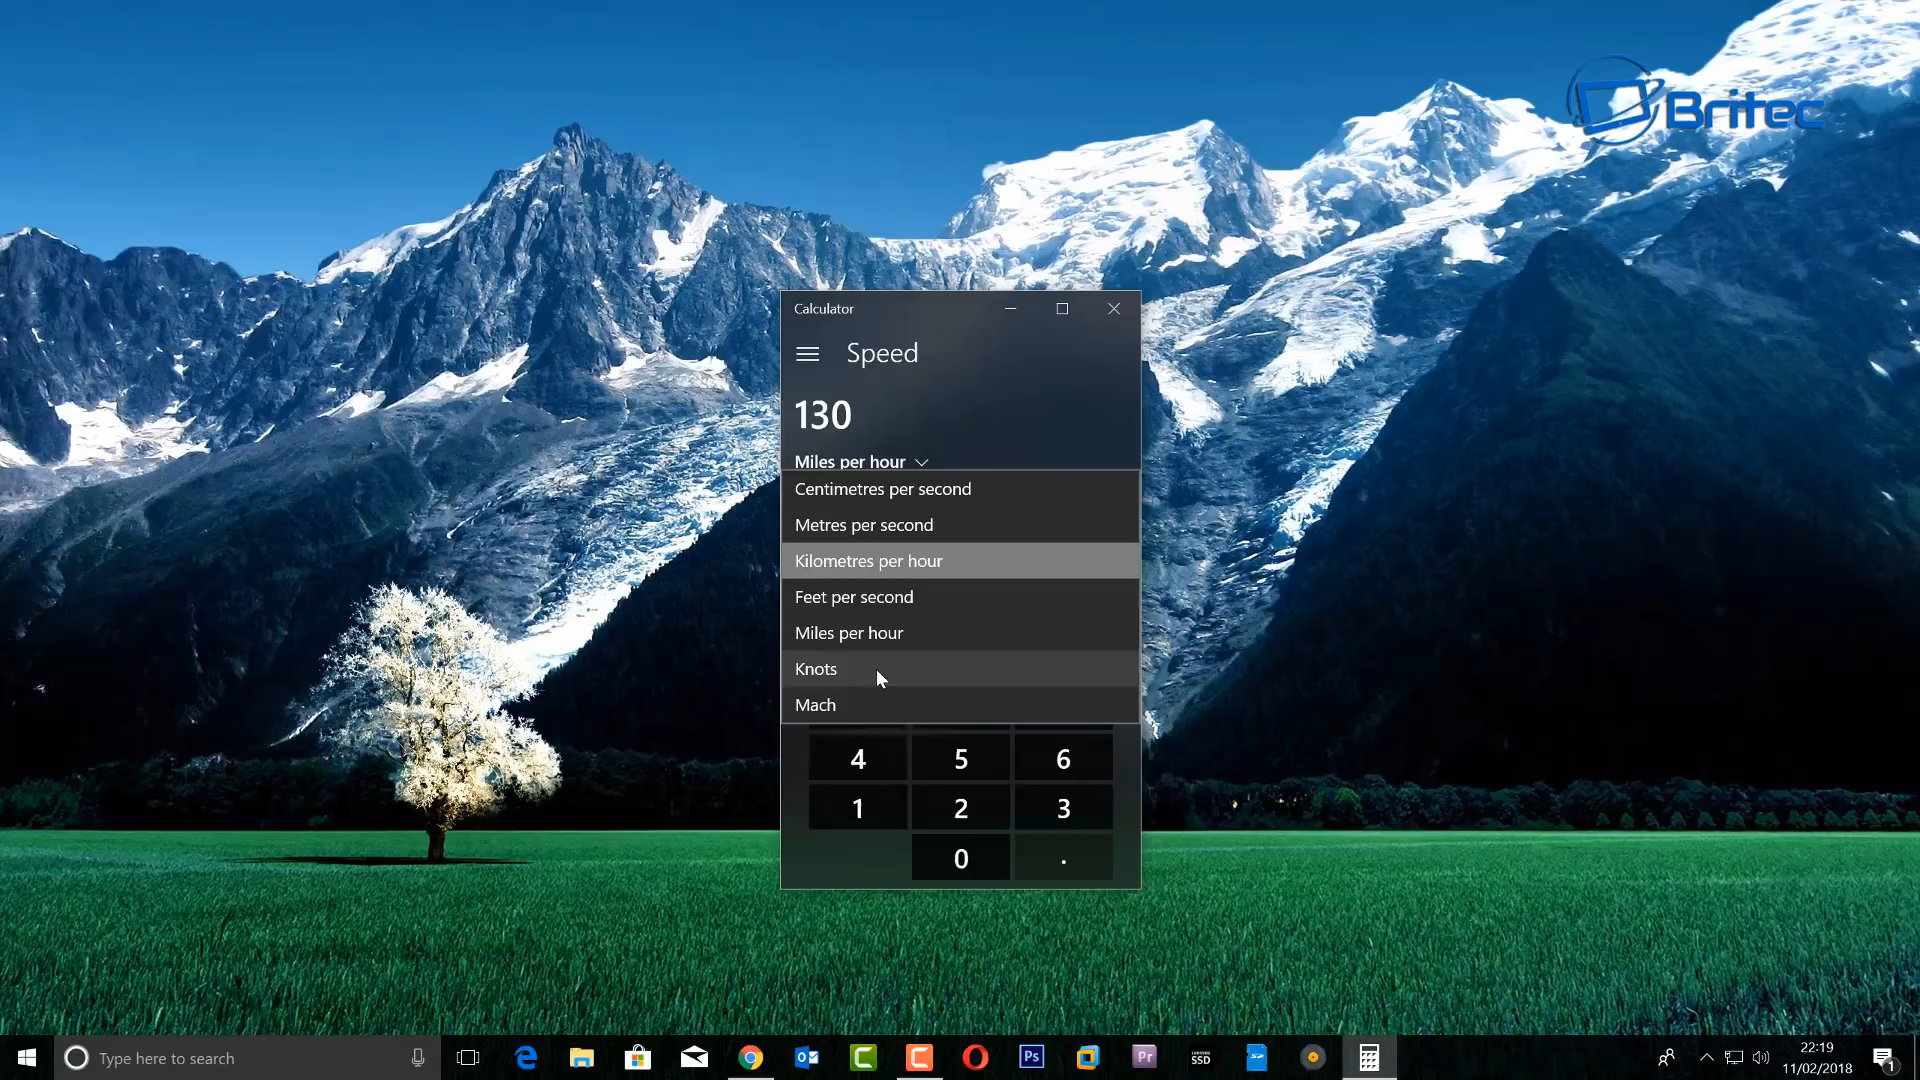 Britec
Calculator
Speed
130
Miles per hour
Centimetres per second
Metres per second
Kilometres per hour
Feet per second
Miles per hour
Knots
Mach
4 5 6
1 2 3
0 .
Type here to search
Ps
Pr
SAMSUNG
SSD
22:19
11/02/2018
1